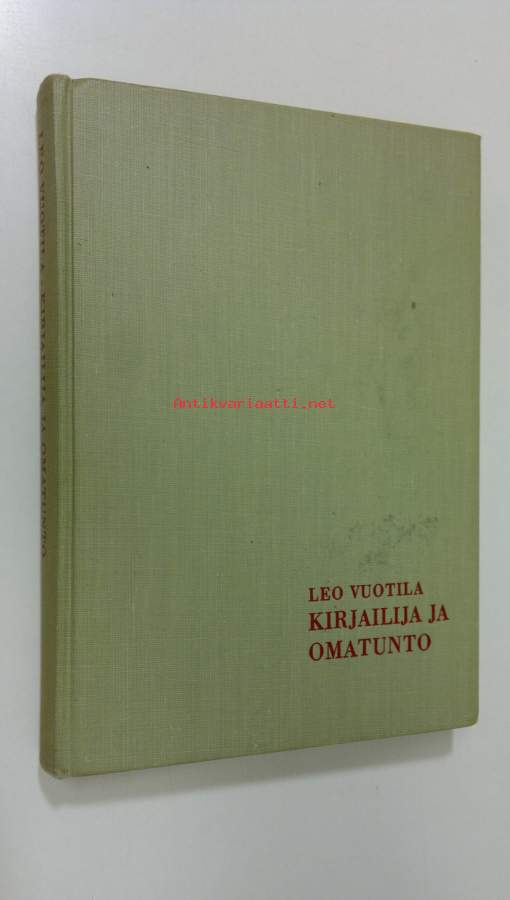 LEO VUOTILA · KIRJAILIJA JA OMATUNTO
Antikvariaatti.net
LEO VUOTILA
KIRJAILIJA JA
OMATUNTO